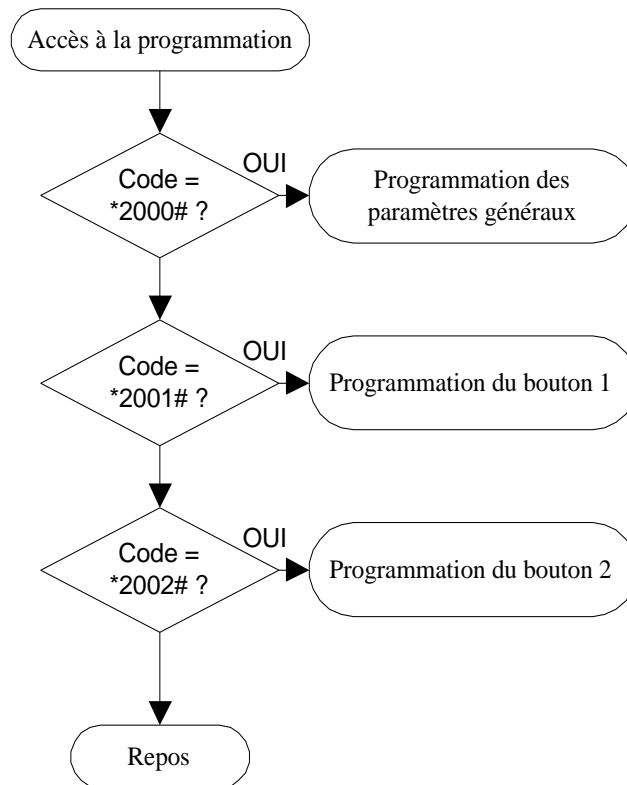 Accès à la programmation
OUI
Code =
*2000# ?
Programmation des
paramètres généraux
OUI
Code =
*2001# ?
Programmation du bouton 1
OUI
Code =
*2002# ?
Programmation du bouton 2
Repos